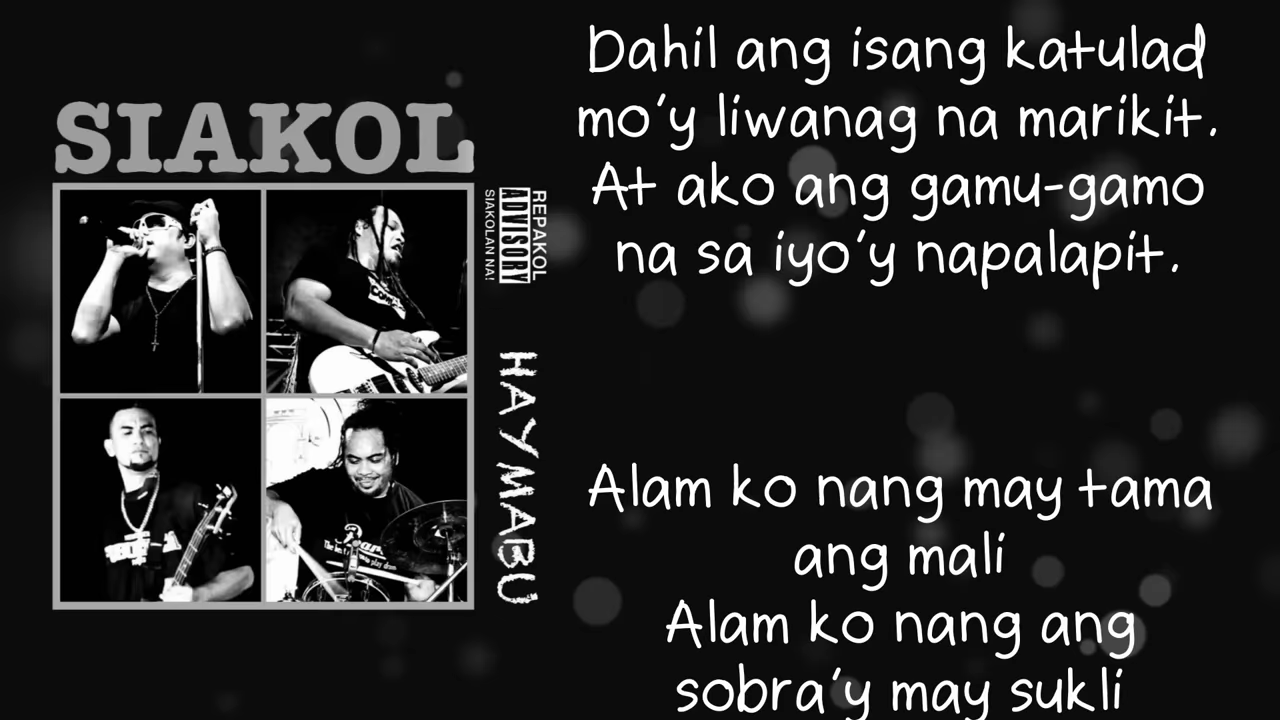 SIAKOL
REPAKOL
ADVISORY
SIAKOLAN NA!
HAYMABU
Dahil ang isang katulad
mo'y liwanag na marikit.
At ako ang gamu-gamo
na sa iyo'y napalapit.
Alam ko nang may tama
ang mali
Alam ko nang ang
sobra'y may sukli